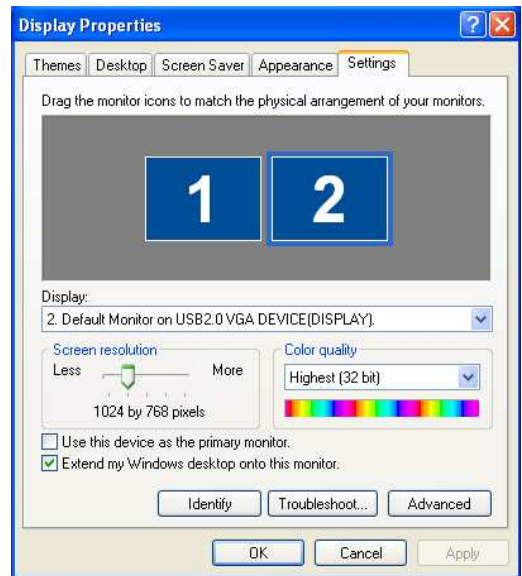 Display Properties
Themes Desktop Screen Saver Appearance Settings
Drag the monitor icons to match the physical arrangement of your monitors.
1 2
Display:
2. Default Monitor on USB2.0 VGA DEVICE(DISPLAY).
Screen resolution
Less More
1024 by 768 pixels
Color quality
Highest (32 bit)
Use this device as the primary monitor.
Extend my Windows desktop onto this monitor.
Identify Troubleshoot... Advanced
OK Cancel Apply